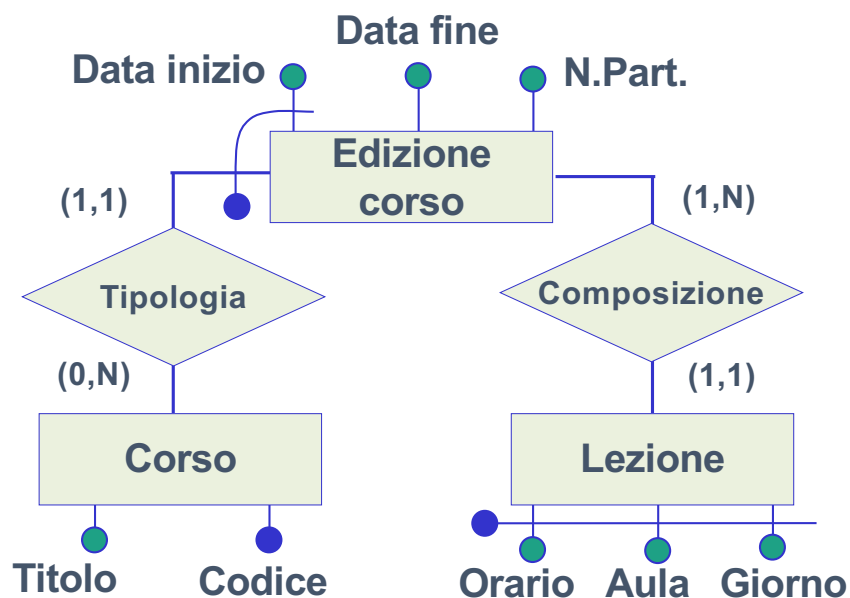 Data fine
Data inizio
N.Part.
Edizione
corso
(1,1)
(1,N)
Tipologia
Composizione
(0,N)
(1,1)
Corso
Lezione
Titolo
Codice
Orario
Aula
Giorno